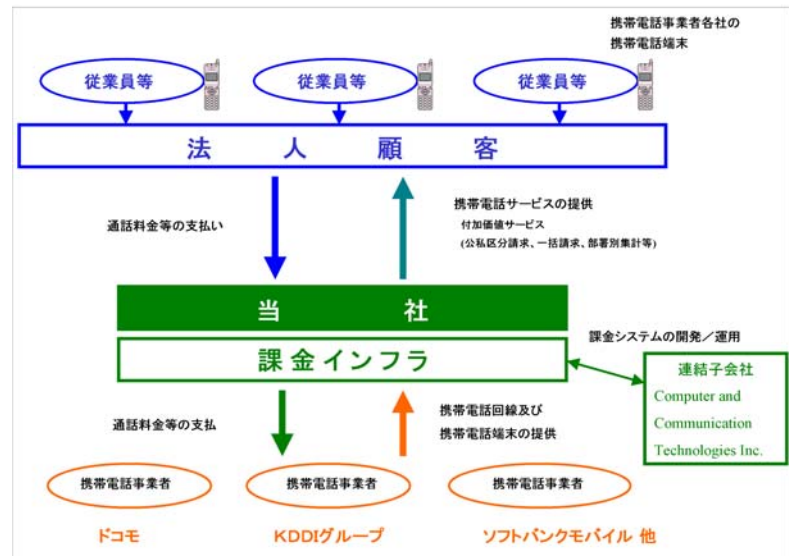 携帯電話事業者各社の
携帯電話端末
従業員等
従業員等
従業員等
法人顧客
通話料金等の支払い
携帯電話サービスの提供
付加価値サービス
(公私区分請求、一括請求、部署別集計等)
当社
課金インフラ
課金システムの開発／運用
連結子会社
Computer and
Communication
Technologies Inc.
通話料金等の支払
携帯電話回線及び
携帯電話端末の提供
携帯電話事業者
携帯電話事業者
携帯電話事業者
ドコモ
KDDIグループ
ソフトバンクモバイル 他